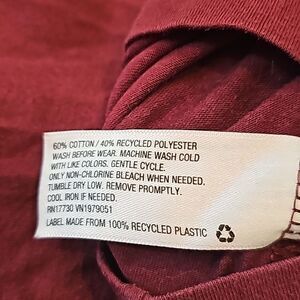 60% COTTON / 40% RECYCLED POLYESTER
WASH BEFORE WEAR. MACHINE WASH COLD
WITH LIKE COLORS. GENTLE CYCLE.
ONLY NON-CHLORINE BLEACH WHEN NEEDED.
TUMBLE DRY LOW. REMOVE PROMPTLY.
COOL IRON IF NEEDED.
RN17730 VN1979051
LABEL MADE FROM 100% RECYCLED PLASTIC